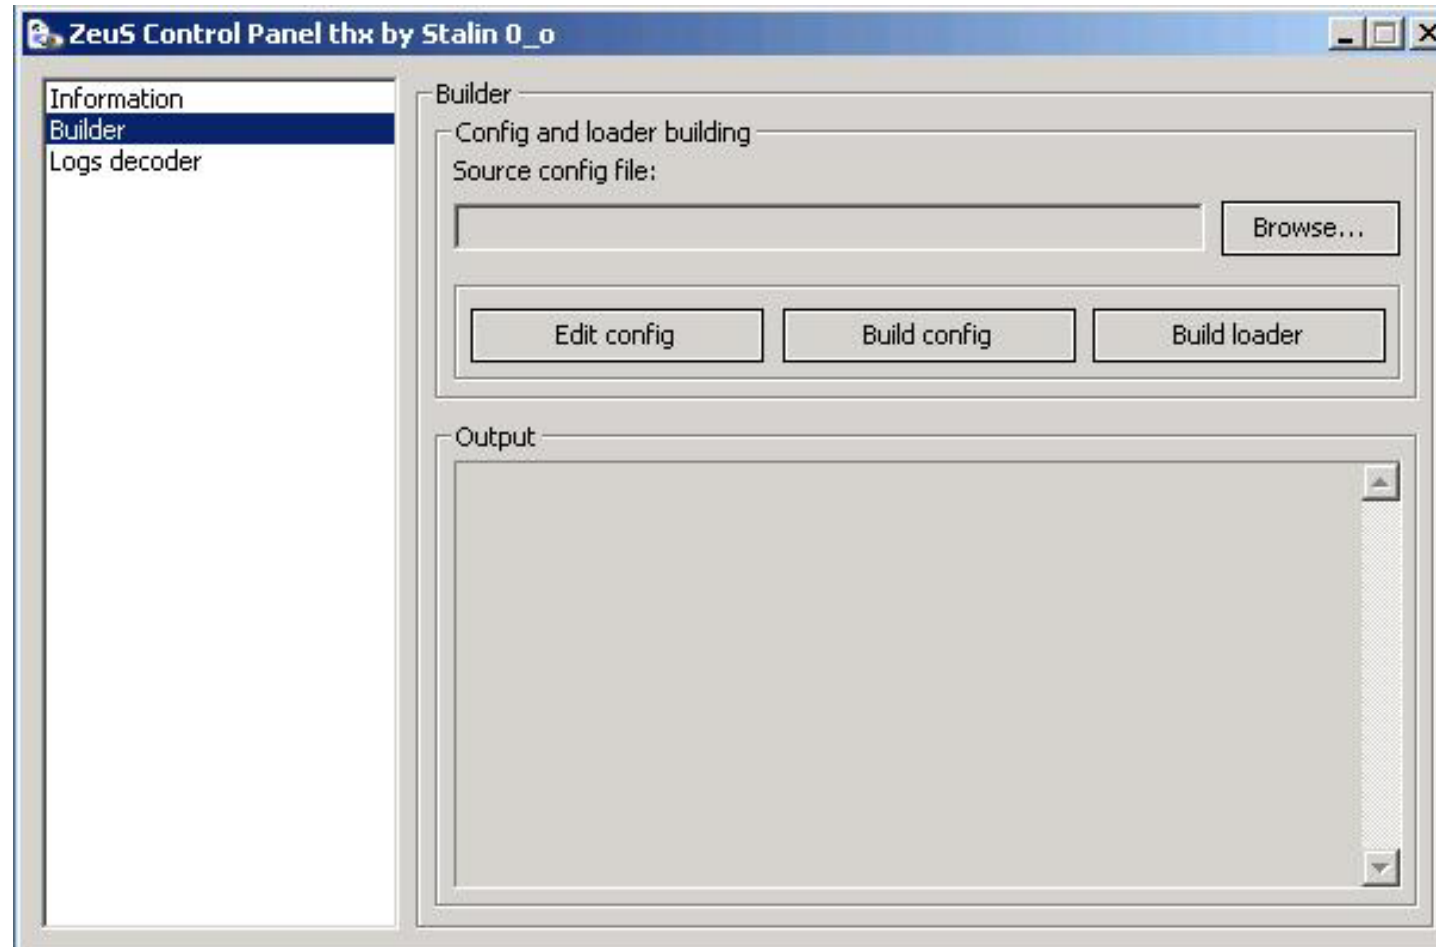 ZeuS Control Panel thx by Stalin 0_o
Information
Builder
Logs decoder
Builder
Config and loader building
Source config file:
Browse...
Edit config
Build config
Build loader
Output